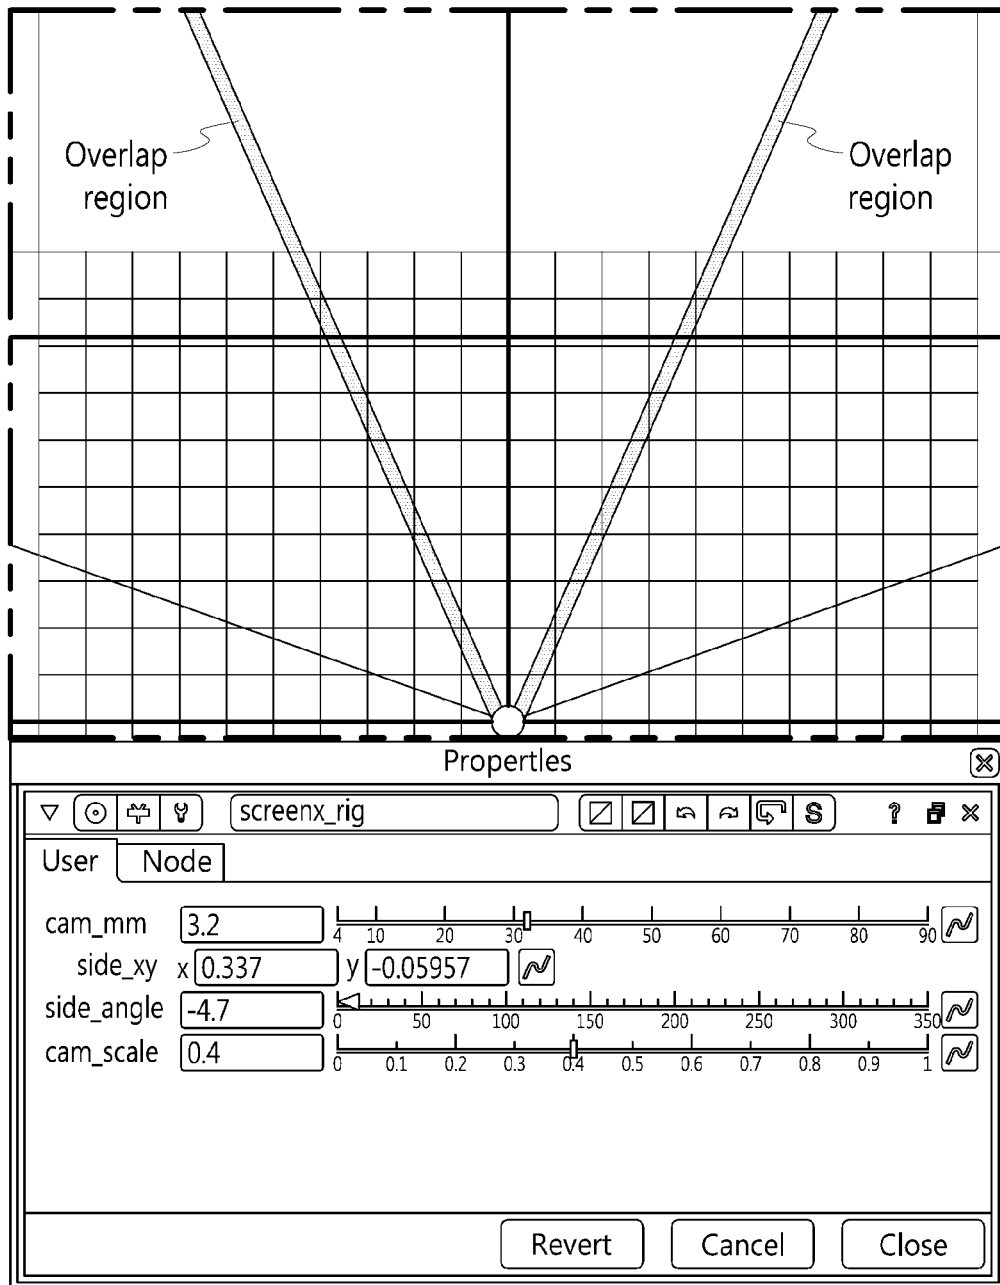 Overlap
region
Overlap
region
Propertles
screenx_rig
S ?
User Node
cam_mm 3.2 4 10 20 30 40 50 60 70 80 90
side_xy x 0.337 y -0.05957
side_angle -4.7 0 50 100 150 200 250 300 350
cam_scale 0.4 0 0.1 0.2 0.3 0.4 0.5 0.6 0.7 0.8 0.9 1
Revert Cancel Close